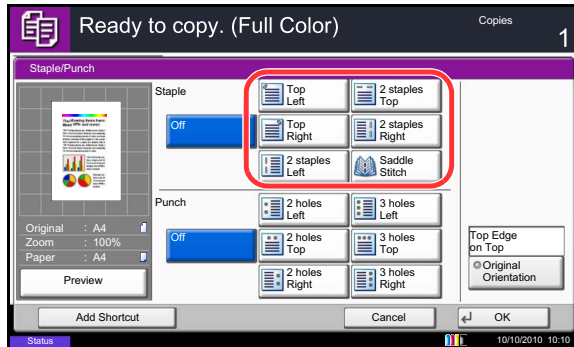 Ready to copy. (Full Color)
Copies
1
Staple/Punch
Staple
Off
Top
Left
2 staples
Top
Top
Right
2 staples
Right
2 staples
Left
Saddle
Stitch
Punch
Off
2 holes
Left
3 holes
Left
2 holes
Top
3 holes
Top
2 holes
Right
3 holes
Right
Original : A4
Zoom : 100%
Paper : A4
Preview
Top Edge
on Top
Original
Orientation
Add Shortcut
Cancel
OK
Status
10/10/2010 10:10